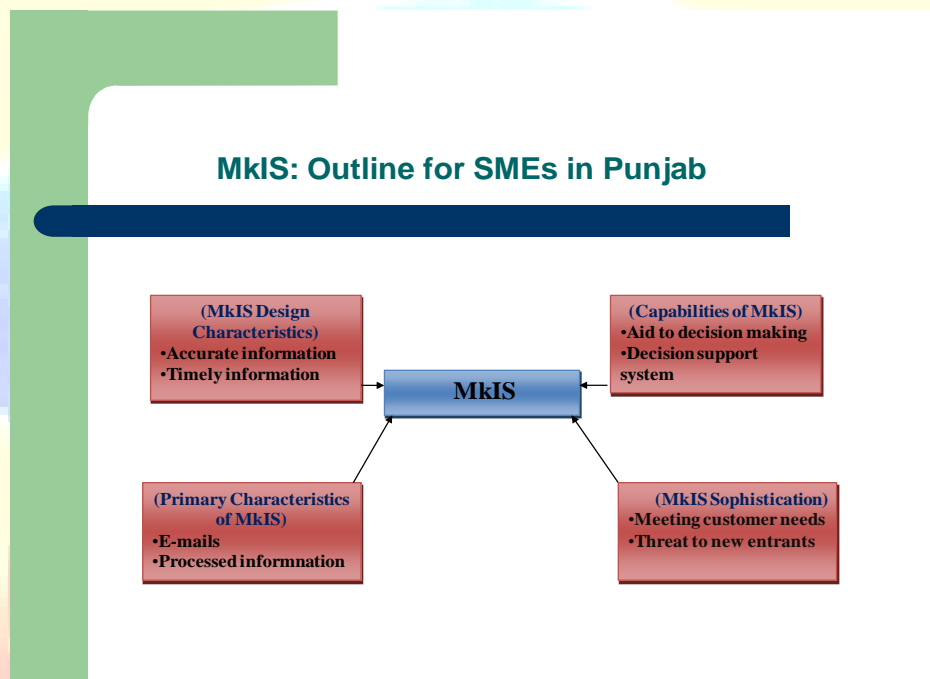 MkIS: Outline for SMEs in Punjab
(MkIS Design
Characteristics)
•Accurate information
•Timely information
(Capabilities of MkIS)
•Aid to decision making
•Decision support
system
MkIS
(Primary Characteristics
of MkIS)
•E-mails
•Processed informnation
(MkIS Sophistication)
•Meeting customer needs
•Threat to new entrants